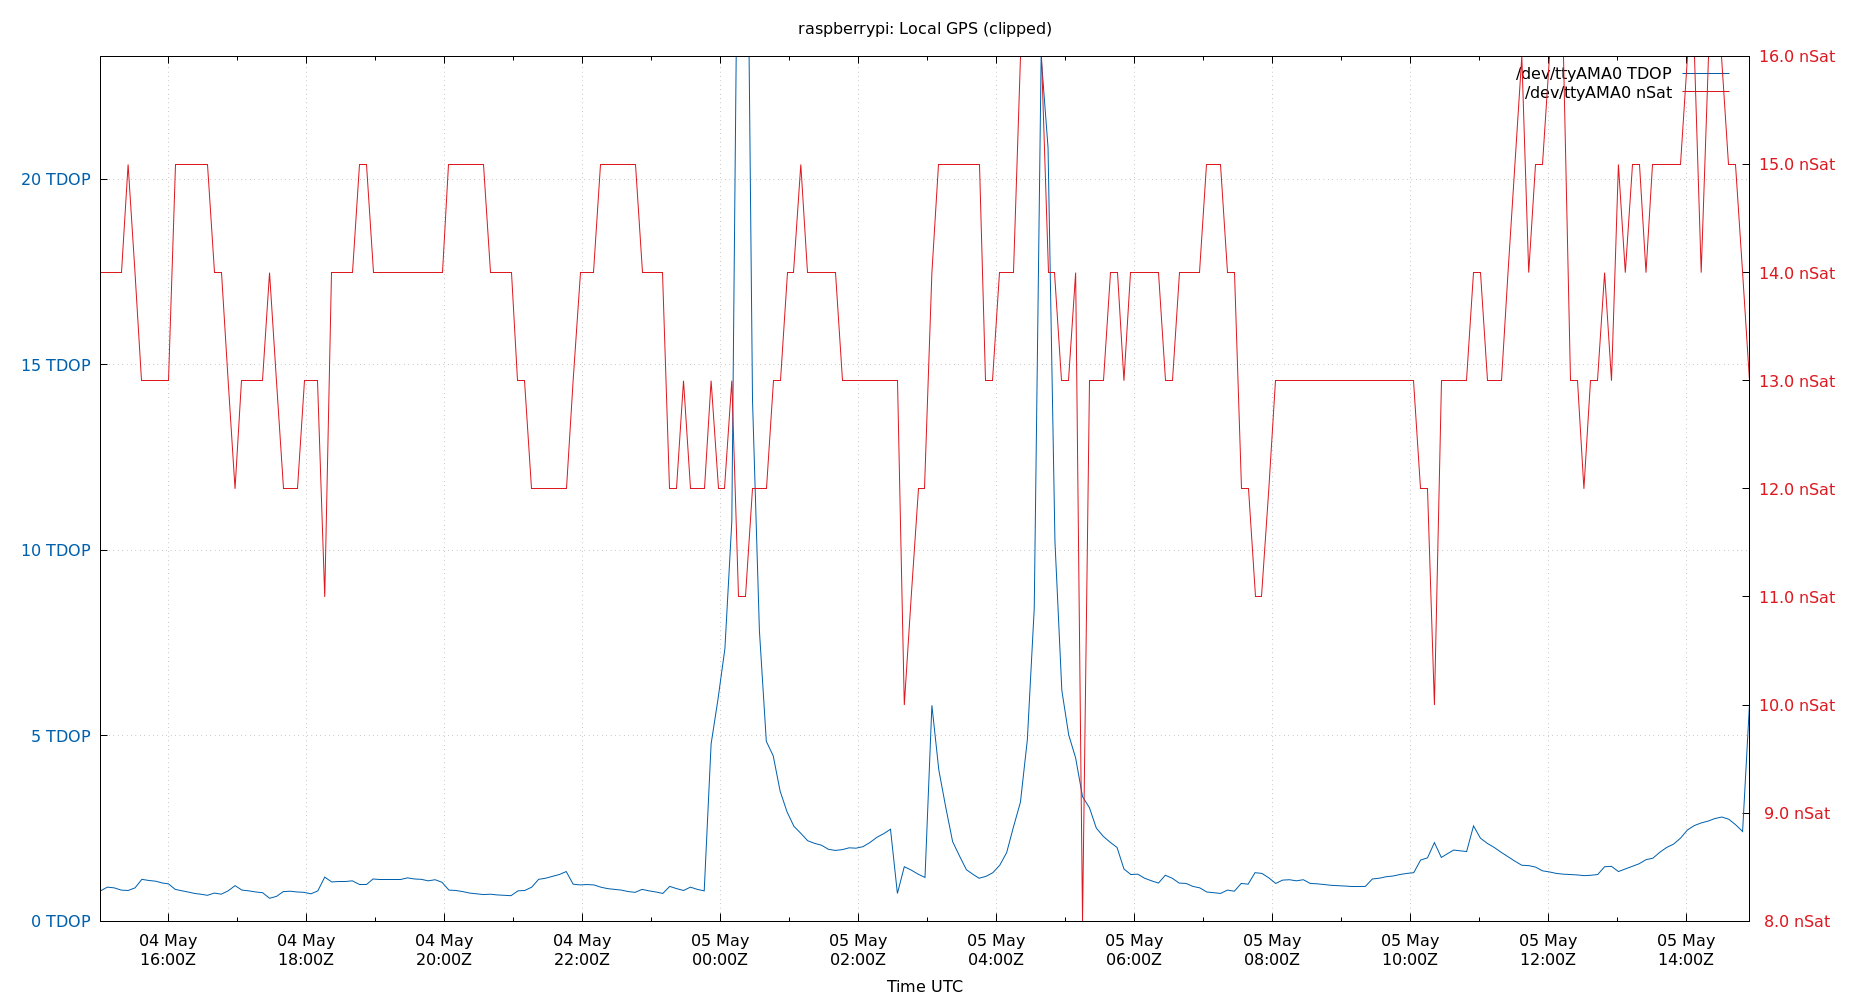 raspberrypi: Local GPS (clipped)
16.0 nSat
/dev/ttyAMA0 TDOP
/dev/ttyAMA0 nSat
15.0 nSat
20 TDOP
14.0 nSat
15 TDOP
13.0 nSat
12.0 nSat
10 TDOP
11.0 nSat
10.0 nSat
5 TDOP
9.0 nSat
0 TDOP
8.0 nSat
04 May 04 May 04 May 04 May 05 May 05 May 05 May 05 May 05 May 05 May 05 May 05 May
16:00Z 18:00Z 20:00Z 22:00Z 00:00Z 02:00Z 04:00Z 06:00Z 08:00Z 10:00Z 12:00Z 14:00Z
Time UTC